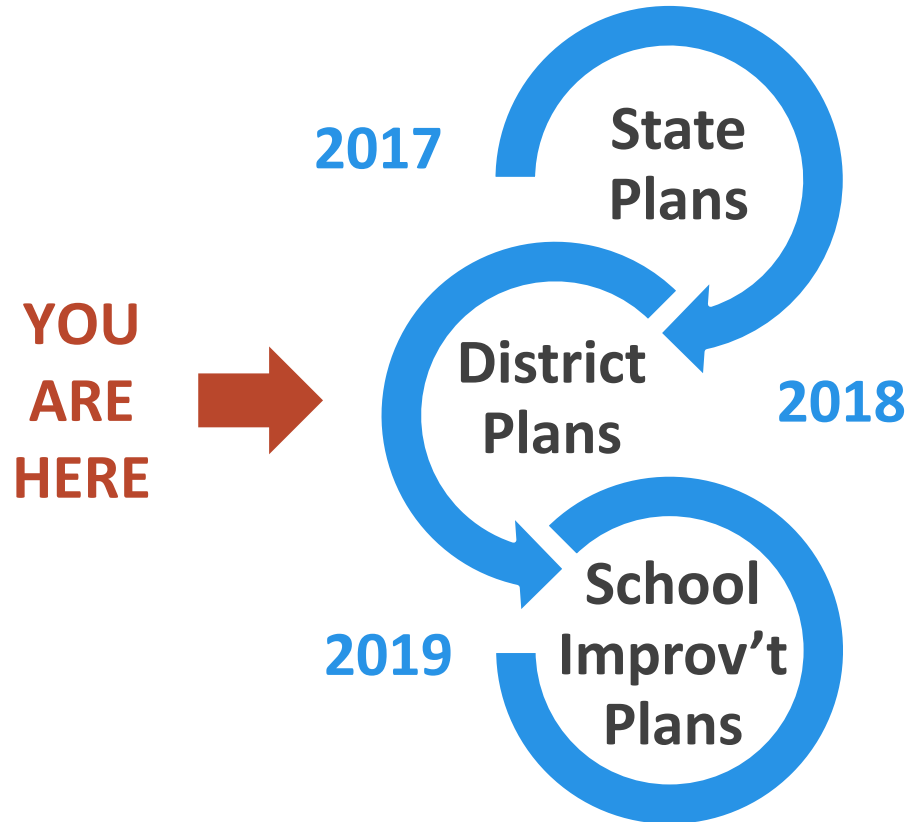 2017
State
Plans
YOU
ARE
HERE
District
Plans
2018
2019
School
Improv't
Plans